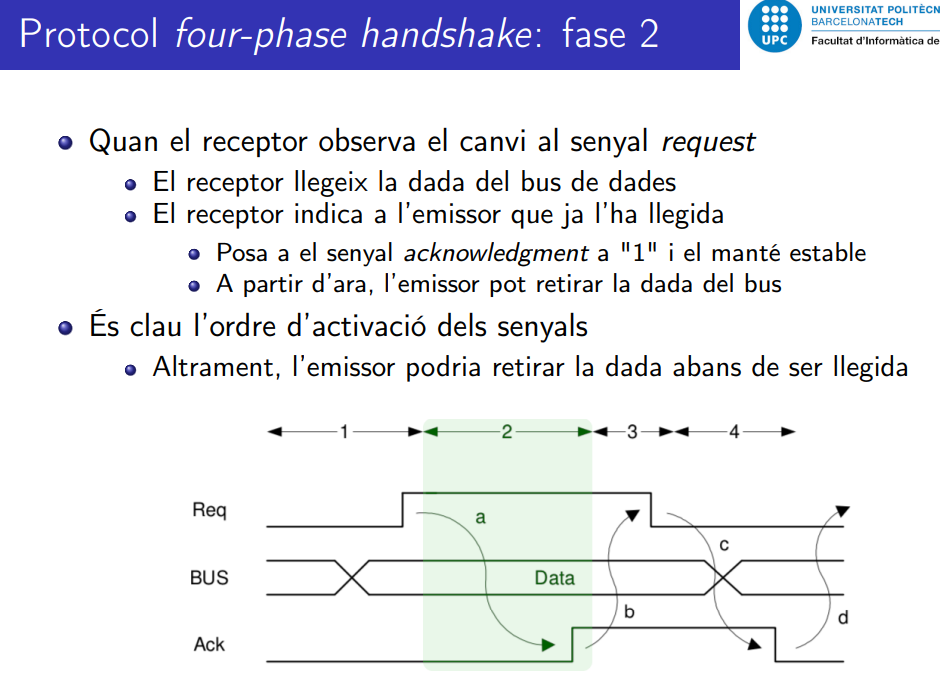 Protocol four-phase handshake: fase 2
UPC
UNIVERSITAT POLITÈCN
BARCELONATECH
Facultat d'Informàtica de
Quan el receptor observa el canvi al senyal request
El receptor llegeix la dada del bus de dades
El receptor indica a l'emissor que ja l'ha llegida
Posa a el senyal acknowledgment a "1" i el manté estable
A partir d'ara, l'emissor pot retirar la dada del bus
És clau l'ordre d'activació dels senyals
Altrament, l'emissor podria retirar la dada abans de ser llegida
1 2 3 4
Req a c
BUS Data
b d
Ack